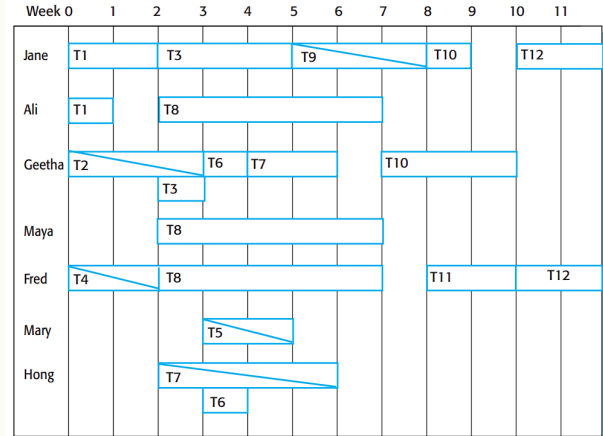 Week 0 1 2 3 4 5 6 7 8 9 10 11
Jane T1 T3 T9 T10 T12
Ali T1 T8
Geetha T2 T6 T7 T10
T3
Maya T8
Fred T4 T8 T11 T12
Mary T5
Hong T7
T6